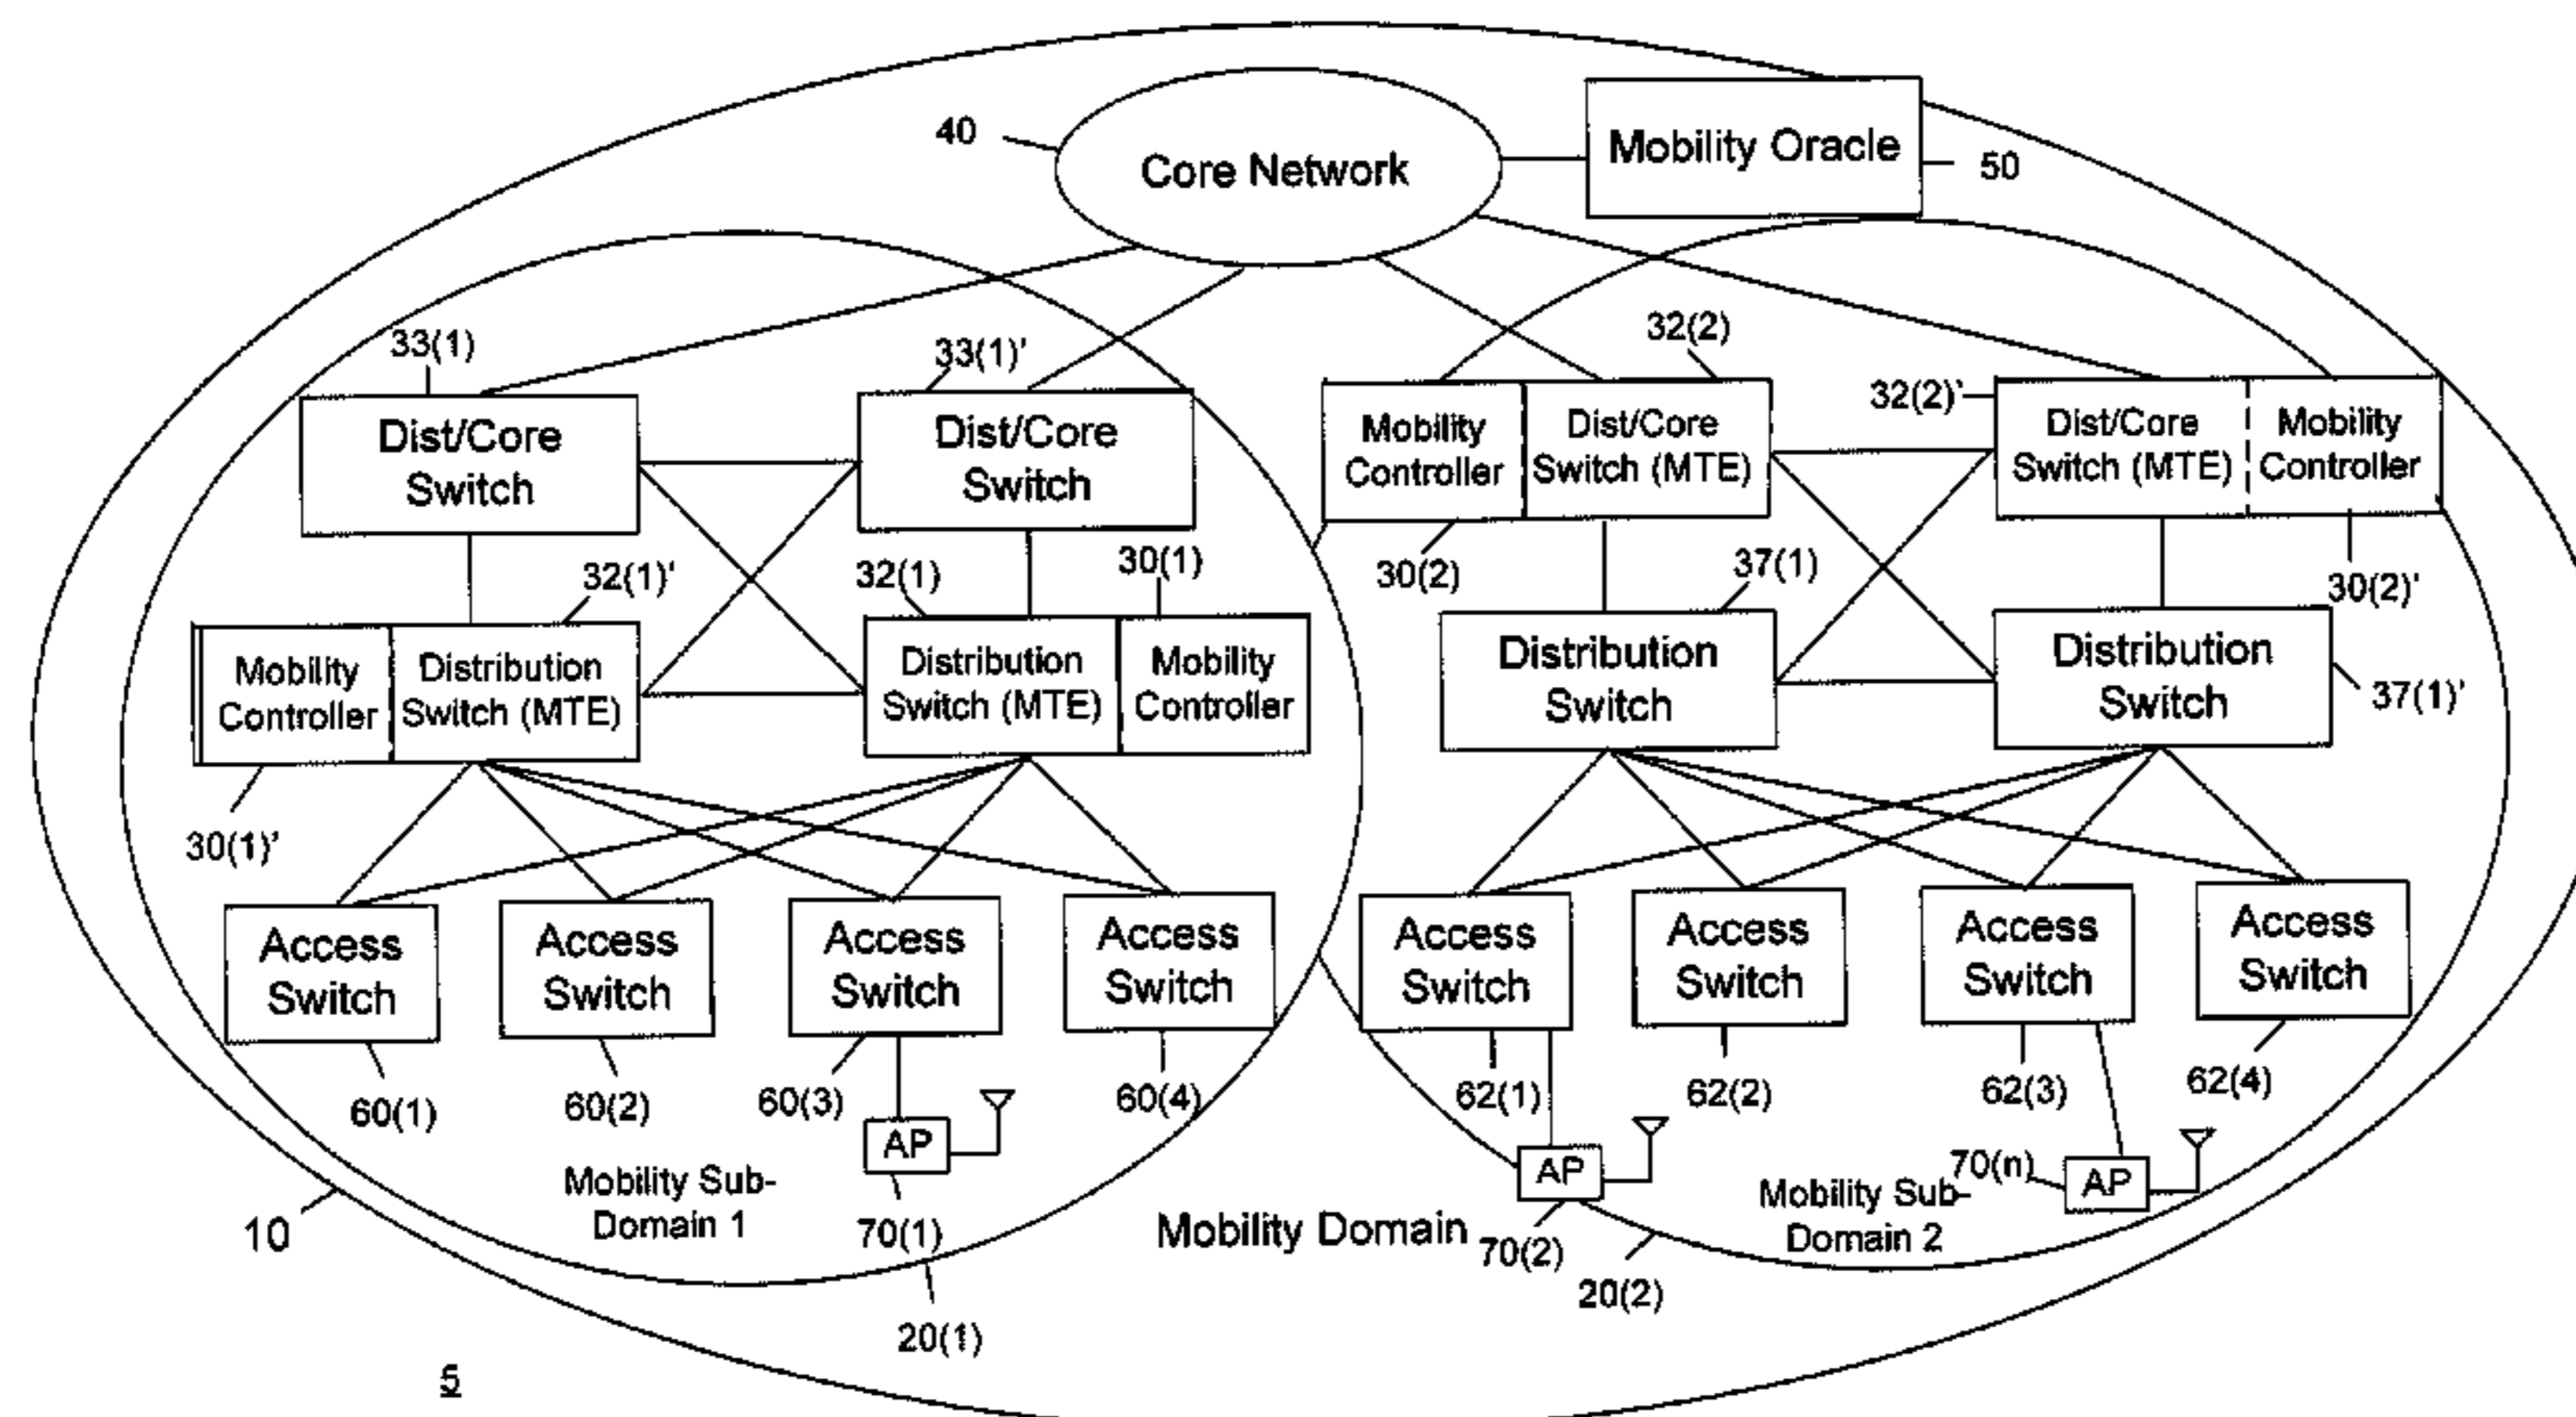 40
Core Network
Mobility Oracle
50
33(1)
33(1)'
32(2)
32(2)'
Dist/Core
Switch
Dist/Core
Switch
Mobility
Controller
Dist/Core
Switch (MTE)
Dist/Core
Switch (MTE)
Mobility
Controller
32(1)'
32(1)
30(1)
30(2)
37(1)
30(2)'
Mobility
Controller
Distribution
Switch (MTE)
Distribution
Switch (MTE)
Mobility
Controller
Distribution
Switch
Distribution
Switch
37(1)'
30(1)'
Access
Switch
Access
Switch
Access
Switch
Access
Switch
Access
Switch
Access
Switch
Access
Switch
Access
Switch
60(1)
60(2)
60(3)
60(4)
62(1)
62(2)
62(3)
62(4)
AP
AP
70(n)
AP
10
Mobility Sub-
Domain 1
70(1)
Mobility Domain
70(2)
Mobility Sub-
Domain 2
20(2)
20(1)
5